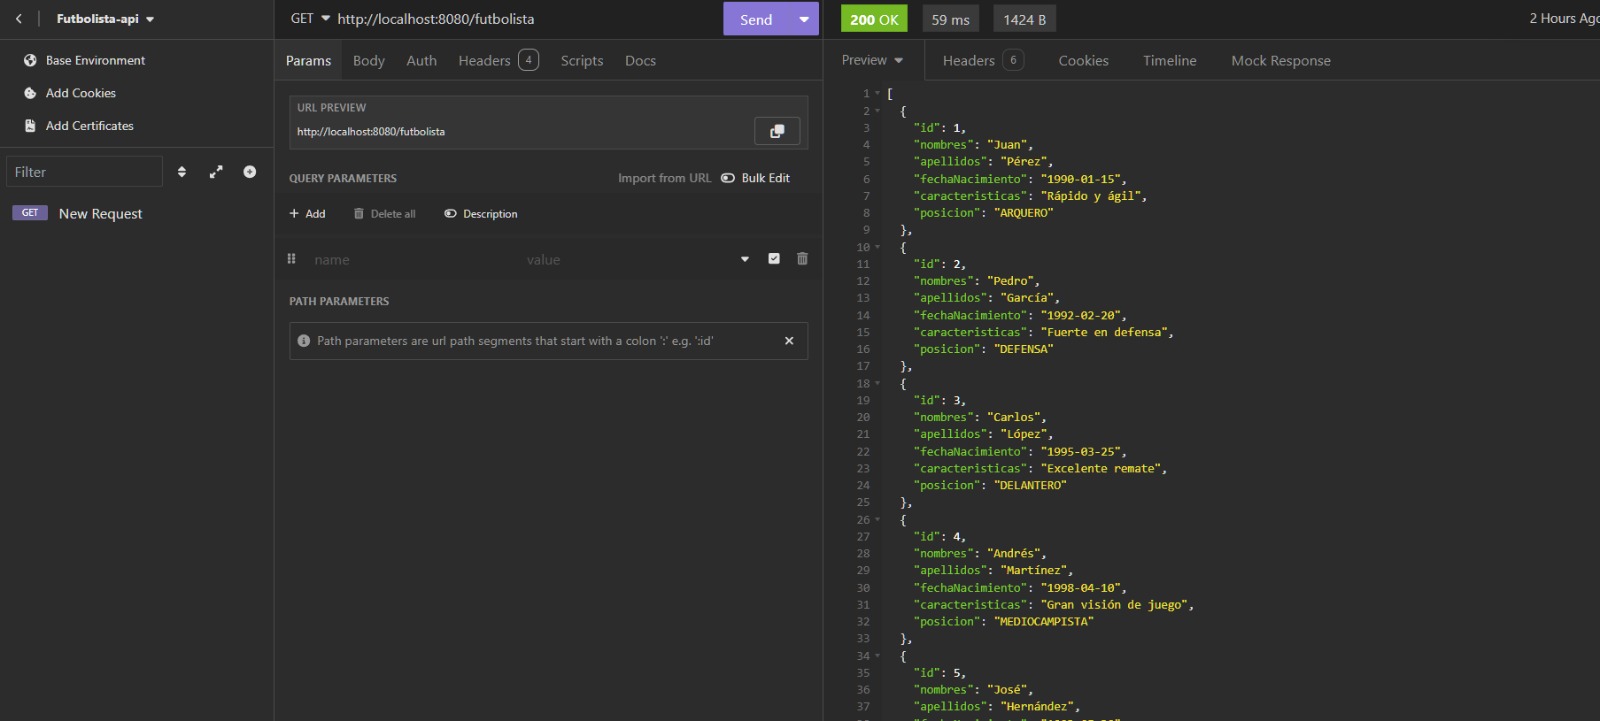 Futbolista-api
Base Environment
Add Cookies
Add Certificates
Filter
GET New Request
GET http://localhost:8080/futbolista
Send
Params Body Auth Headers 4 Scripts Docs
URL PREVIEW
http://localhost:8080/futbolista
QUERY PARAMETERS Import from URL Bulk Edit
+ Add Delete all Description
name value
PATH PARAMETERS
Path parameters are url path segments that start with a colon ':' e.g. ':id'
200 OK 59 ms 1424 B 2 Hours Ago
Preview Headers 6 Cookies Timeline Mock Response
1 [
2 {
3 "id": 1,
4 "nombres": "Juan",
5 "apellidos": "Pérez",
6 "fechaNacimiento": "1990-01-15",
7 "caracteristicas": "Rápido y ágil",
8 "posicion": "ARQUERO"
9 },
10 {
11 "id": 2,
12 "nombres": "Pedro",
13 "apellidos": "García",
14 "fechaNacimiento": "1992-02-20",
15 "caracteristicas": "Fuerte en defensa",
16 "posicion": "DEFENSA"
17 },
18 {
19 "id": 3,
20 "nombres": "Carlos",
21 "apellidos": "López",
22 "fechaNacimiento": "1995-03-25",
23 "caracteristicas": "Excelente remate",
24 "posicion": "DELANTERO"
25 },
26 {
27 "id": 4,
28 "nombres": "Andrés",
29 "apellidos": "Martínez",
30 "fechaNacimiento": "1998-04-10",
31 "caracteristicas": "Gran visión de juego",
32 "posicion": "MEDIOCAMPISTA"
33 },
34 {
35 "id": 5,
36 "nombres": "José",
37 "apellidos": "Hernández",